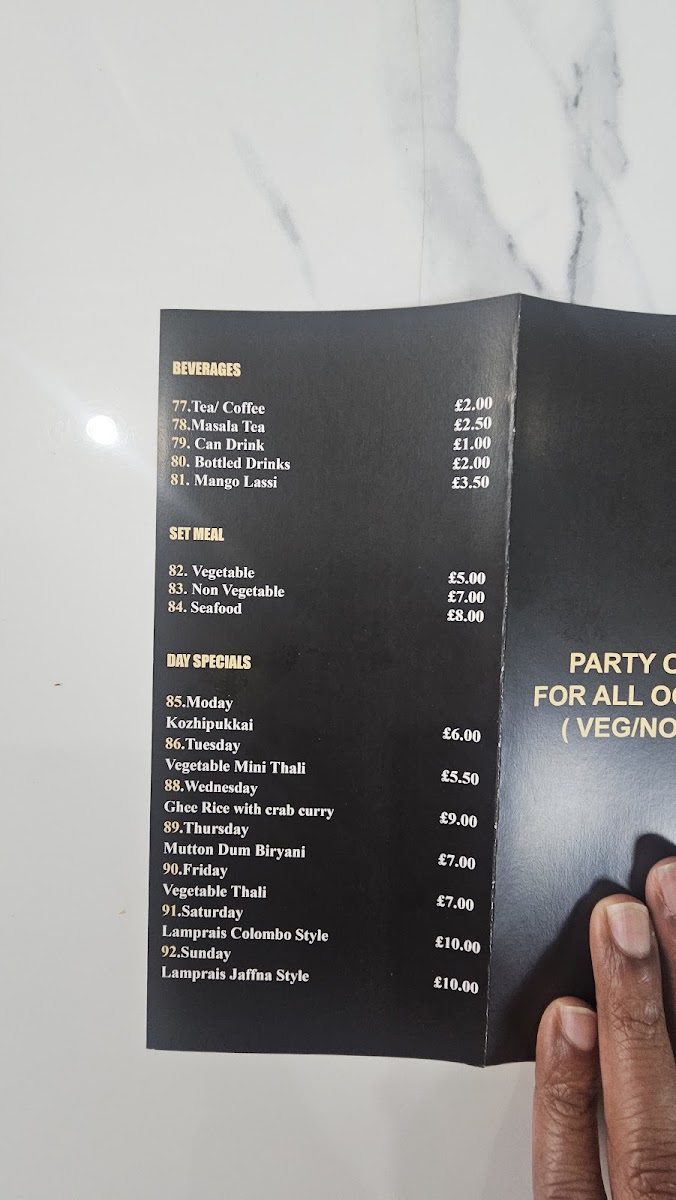 BEVERAGES
77.Tea/ Coffee £2.00
78.Masala Tea £2.50
79. Can Drink £1.00
80. Bottled Drinks £2.00
81. Mango Lassi £3.50
SET MEAL
82. Vegetable £5.00
83. Non Vegetable £7.00
84. Seafood £8.00
DAY SPECIALS
85.Moday
Kozhipukkai £6.00
86.Tuesday
Vegetable Mini Thali £5.50
88.Wednesday
Ghee Rice with crab curry £9.00
89.Thursday
Mutton Dum Biryani £7.00
90.Friday
Vegetable Thali £7.00
91.Saturday
Lamprais Colombo Style £10.00
92.Sunday
Lamprais Jaffna Style £10.00
PARTY
FOR ALL
( VEG/NO